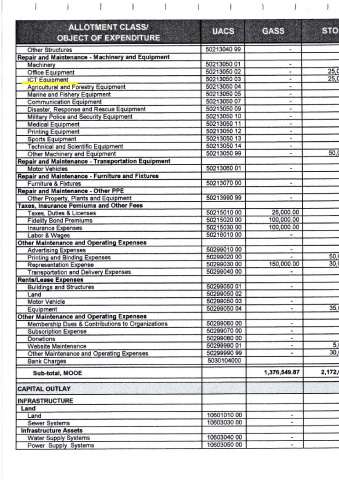 ALLOTMENT CLASS/ OBJECT OF EXPENDITURE UACS GASS STO
Other Structures 50213040 99 -
Repair and Maintenance - Machinery and Equipment
Machinery 50213050 01 -
Office Equipment 50213050 02 - 25,0
ICT Equipment 50213050 03 - 25,0
Agricultural and Forestry Equipment 50213050 04 -
Marine and Fishery Equipment 50213050 05 -
Communication Equipment 50213050 07 -
Disaster, Response and Rescue Equipment 50213050 09 -
Military Police and Security Equipment 50213050 10 -
Medical Equipment 50213050 11 -
Printing Equipment 50213050 12 -
Sports Equipment 50213050 13 -
Technical and Scientific Equipment 50213050 14 -
Other Machinery and Equipment 50213050 99 - 50,0
Repair and Maintenance - Transportation Equipment
Motor Vehicles 50213060 01 -
Repair and Maintenance - Furniture and Fixtures
Furniture & Fixtures 50213070 00 -
Repair and Maintenance - Other PPE
Other Property, Plants and Equipment 50213990 99 -
Taxes, Insurance Pemiums and Other Fees
Taxes, Duties & Licenses 50215010 00 25,000.00
Fidelity Bond Premiums 50215020 00 100,000.00
Insurance Expenses 50215030 00 100,000.00
Labor & Wages 50216010 00 -
Other Maintenance and Operating Expenses
Advertising Expenses 50299010 00 -
Printing and Binding Expenses 50299020 00 - 50,0
Representation Expense 50299030 00 150,000.00 30,
Transportation and Delivery Expenses 50299040 00 -
Rents/Lease Expenses
Buildings and Structures 50299050 01 -
Land 50299050 02
Motor Vehicle 50299050 03 -
Equipment 50299050 04 - 35,
Other Maintenance and Operating Expenses
Membership Dues & Contributions to Organizations 50299060 00 -
Subscription Expense 50299070 00 -
Donations 50299080 00 -
Website Maintenance 50299990 01 - 5,
Other Maintenance and Operating Expenses 50299990 99 - 30,
Bank Charges 5030104000
Sub-total, MOOE 1,376,549.87 2,172,
CAPITAL OUTLAY
INFRASTRUCTURE
Land
Land 10601010 00 -
Sewer Systems 10603030 00 -
Infrastructure Assets
Water Supply Systems 10603040 00 -
Power Supply Systems 10603050 00 -